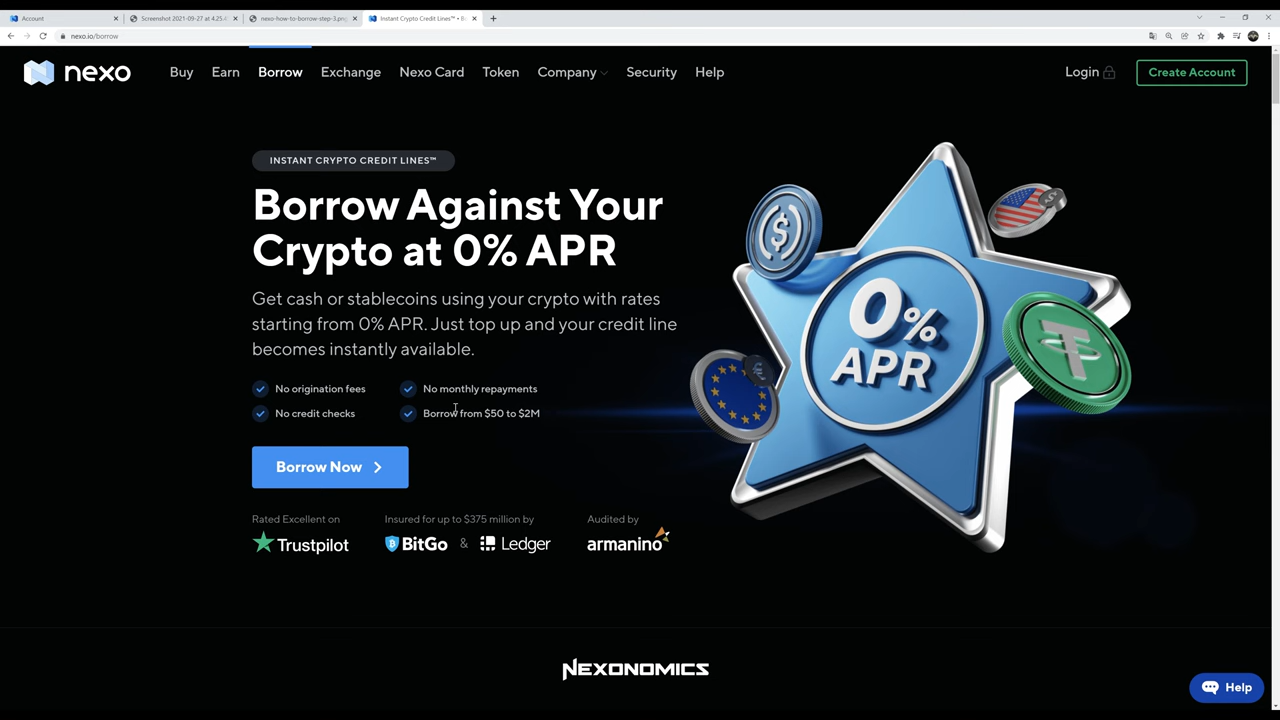 Account
Screenshot 2021-09-27 at 4.25.4
nexo-how-to-borrow-step-3.png
Instant Crypto Credit Lines™ • B
nexo.io/borrow
nexo
Buy
Earn
Borrow
Exchange
Nexo Card
Token
Company
Security
Help
Login
Create Account
INSTANT CRYPTO CREDIT LINES™
Borrow Against Your
Crypto at 0% APR
Get cash or stablecoins using your crypto with rates
starting from 0% APR. Just top up and your credit line
becomes instantly available.
No origination fees
No monthly repayments
No credit checks
Borrow from $50 to $2M
Borrow Now
Rated Excellent on
Insured for up to $375 million by
Audited by
Trustpilot
BitGo & Ledger
armanino
0%
APR
NEXONOMICS
Help